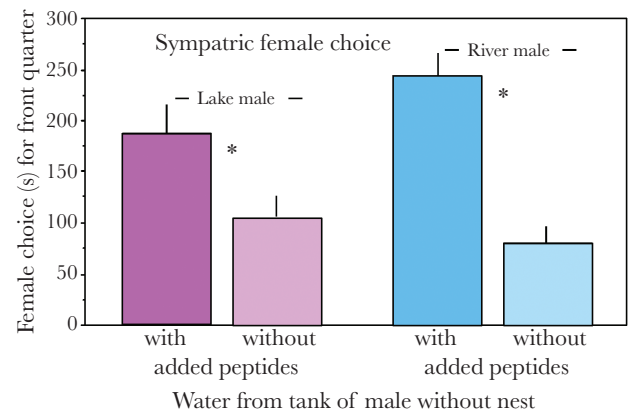 Female choice (s) for front quarter
300
250
200
150
100
50
0
Sympatric female choice
Lake male
River male
*
*
with without with without
added peptides added peptides
Water from tank of male without nest